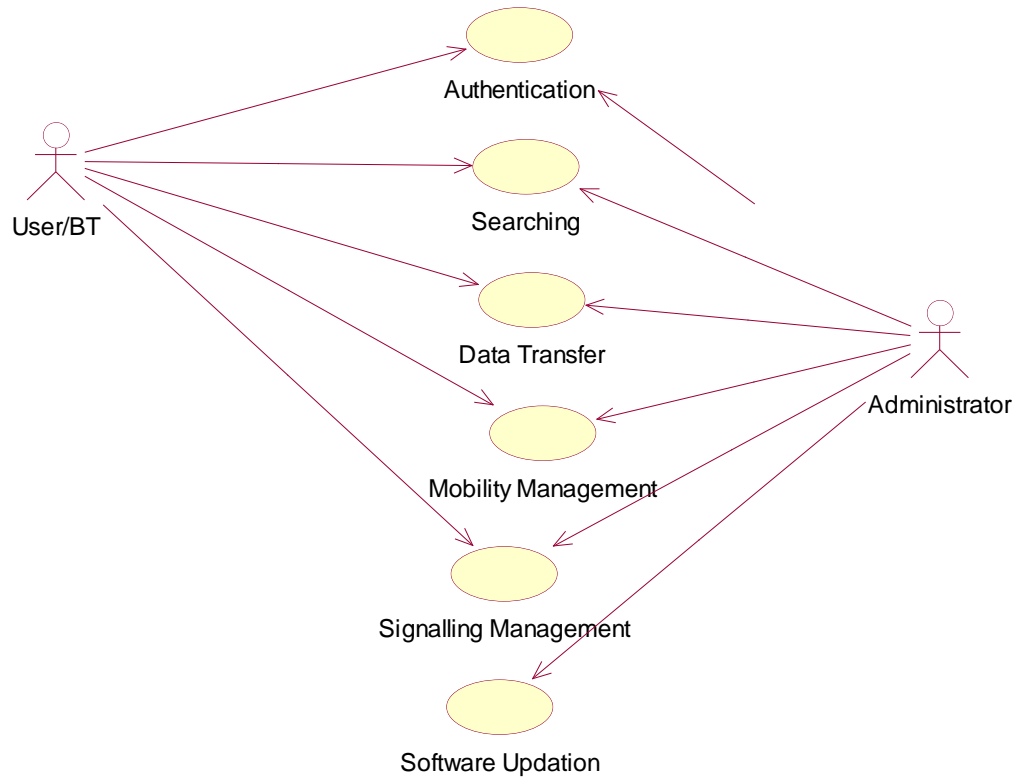 Authentication
User/BT
Searching
Data Transfer
Administrator
Mobility Management
Signalling Management
Software Updation